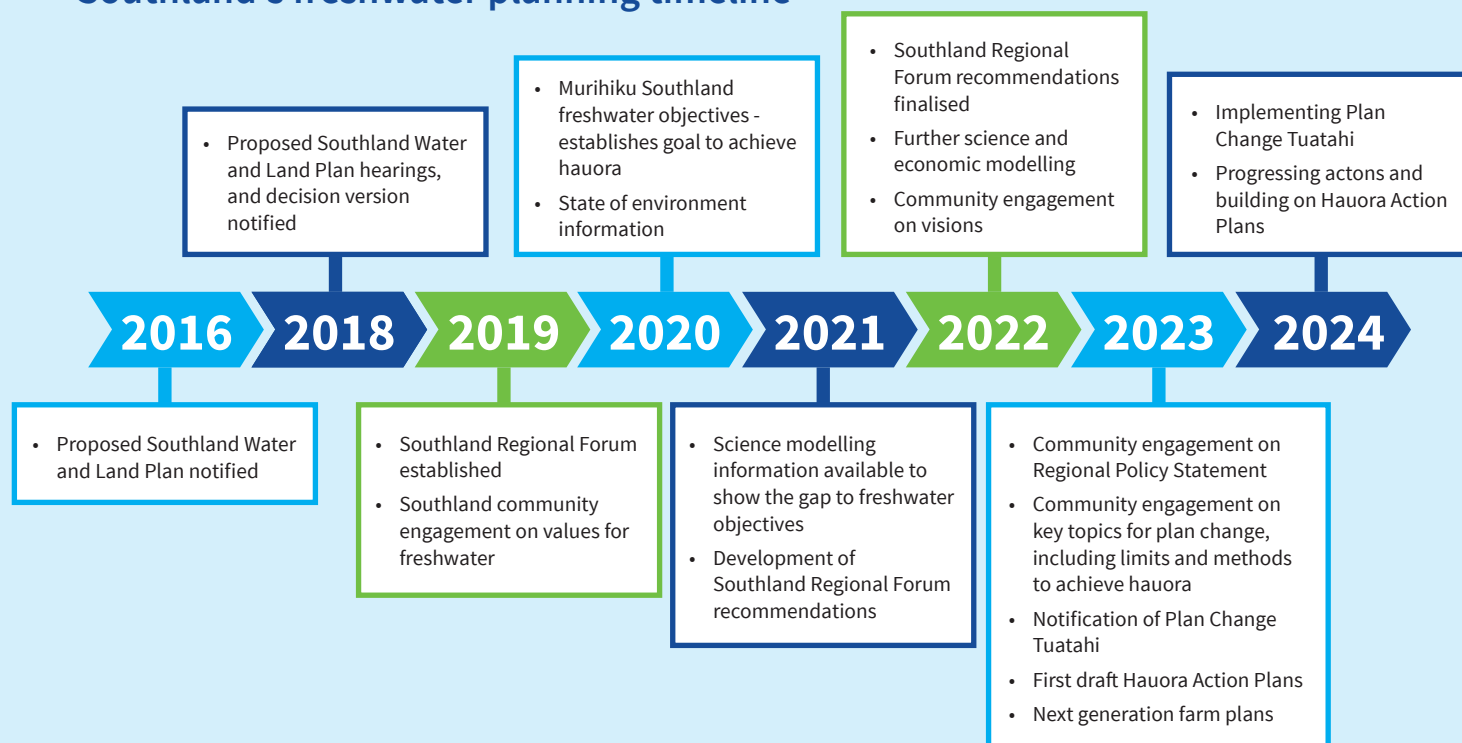 Southland's freshwater planning timeline
• Proposed Southland Water
and Land Plan hearings,
and decision version
notified
• Murihiku Southland
freshwater objectives -
establishes goal to achieve
hauora
• State of environment
information
• Southland Regional
Forum recommendations
finalised
• Further science and
economic modelling
• Community engagement
on visions
• Implementing Plan
Change Tuatahi
• Progressing actons and
building on Hauora Action
Plans
2016
2018
2019
2020
2021
2022
2023
2024
• Proposed Southland Water
and Land Plan notified
• Southland Regional Forum
established
• Southland community
engagement on values for
freshwater
• Science modelling
information available to
show the gap to freshwater
objectives
• Development of
Southland Regional Forum
recommendations
• Community engagement on
Regional Policy Statement
• Community engagement on
key topics for plan change,
including limits and methods
to achieve hauora
• Notification of Plan Change
Tuatahi
• First draft Hauora Action Plans
• Next generation farm plans